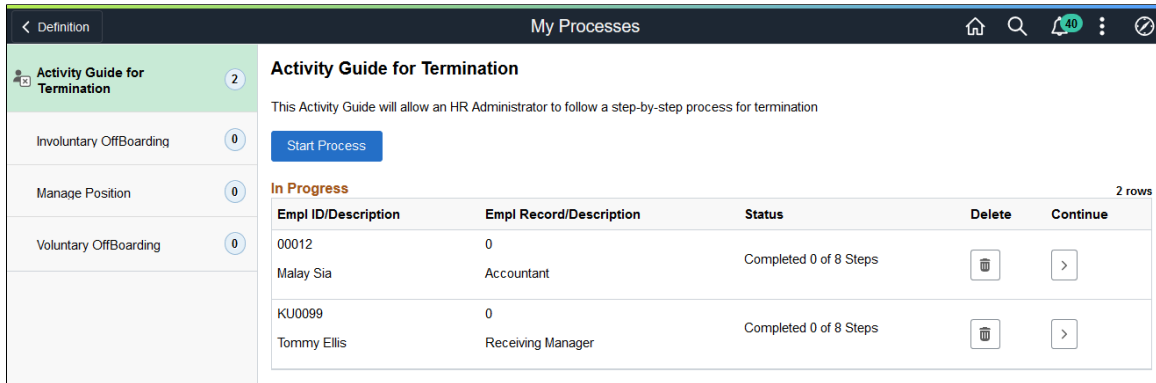 Definition
My Processes
40
Activity Guide for
Termination
2
Involuntary OffBoarding
0
Manage Position
0
Voluntary OffBoarding
0
Activity Guide for Termination
This Activity Guide will allow an HR Administrator to follow a step-by-step process for termination
Start Process
In Progress
2 rows
Empl ID/Description Empl Record/Description Status Delete Continue
00012 0
Completed 0 of 8 Steps
Malay Sia Accountant
KU0099 0
Completed 0 of 8 Steps
Tommy Ellis Receiving Manager